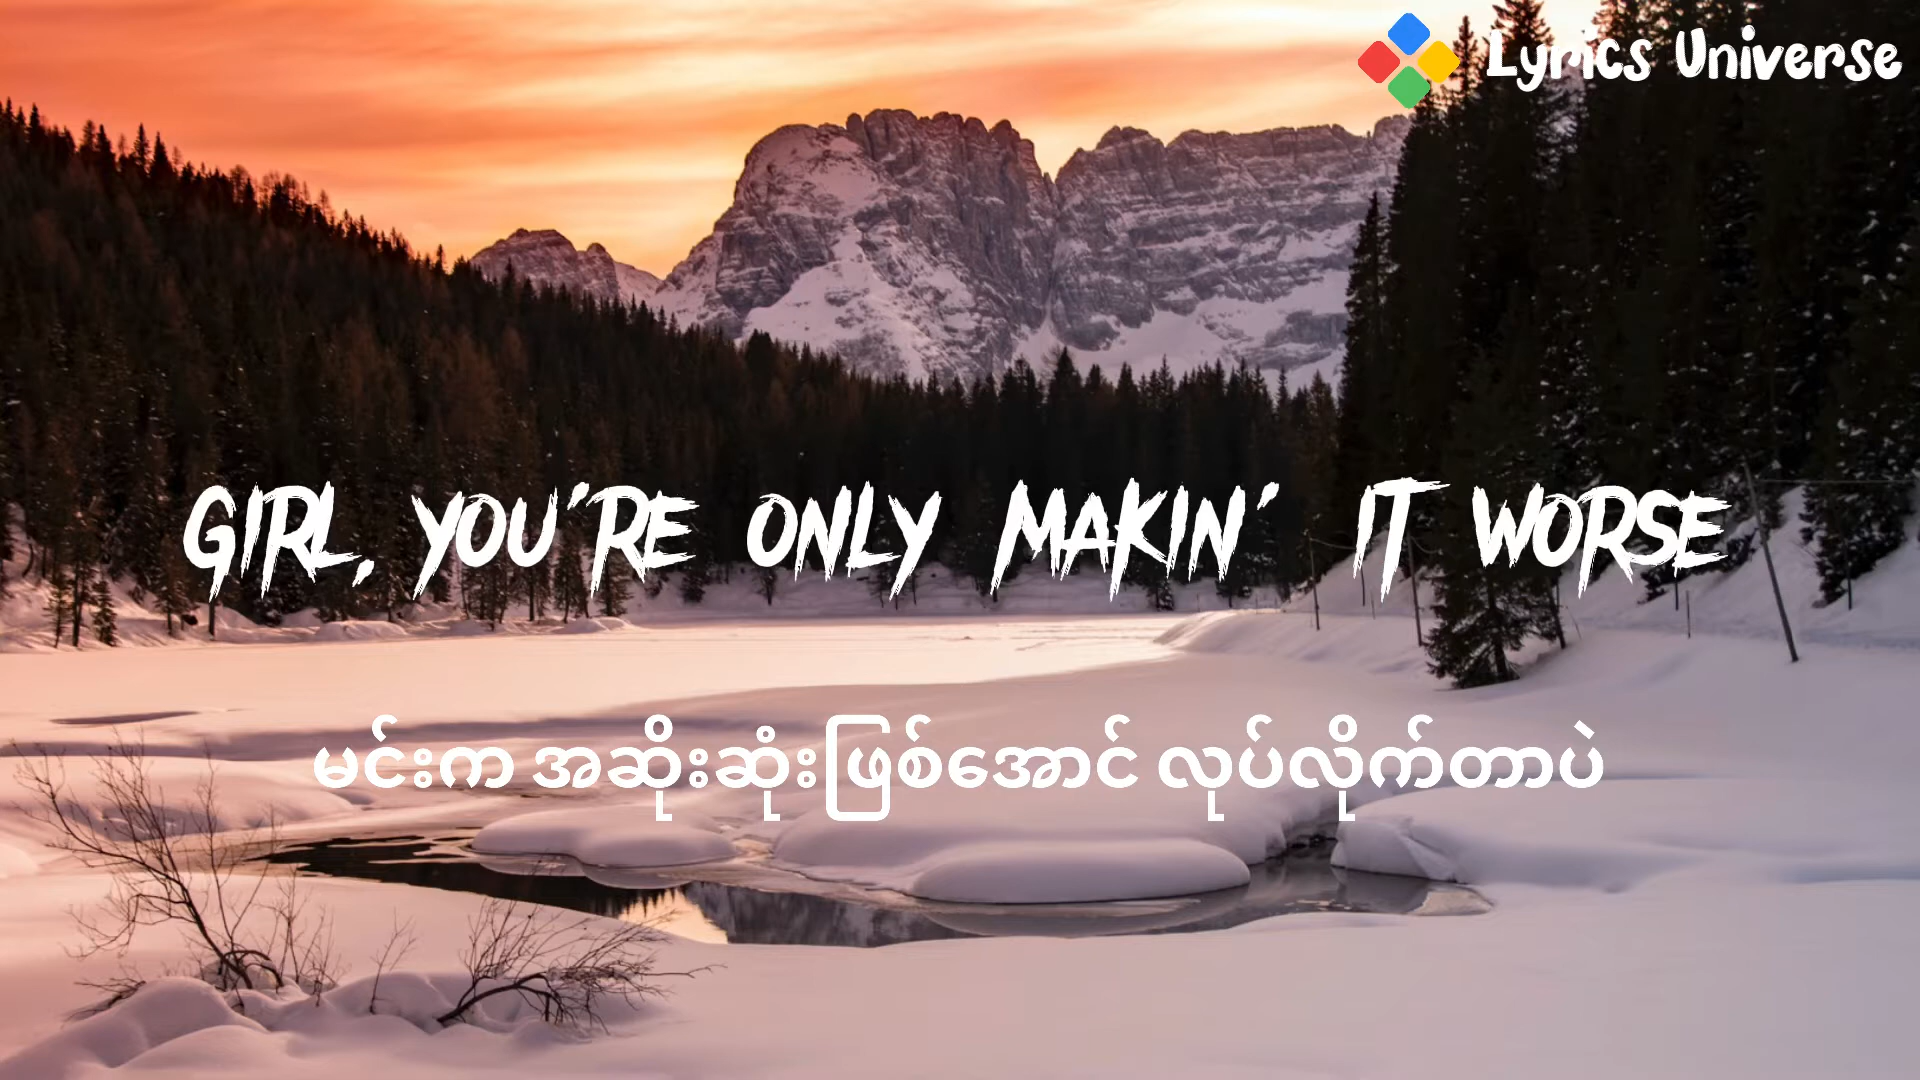 Lyrics Universe
GIRL, YOU'RE ONLY MAKIN' IT WORSE
မင်းက အဆိုးဆုံးဖြစ်အောင် လုပ်လိုက်တာပဲ